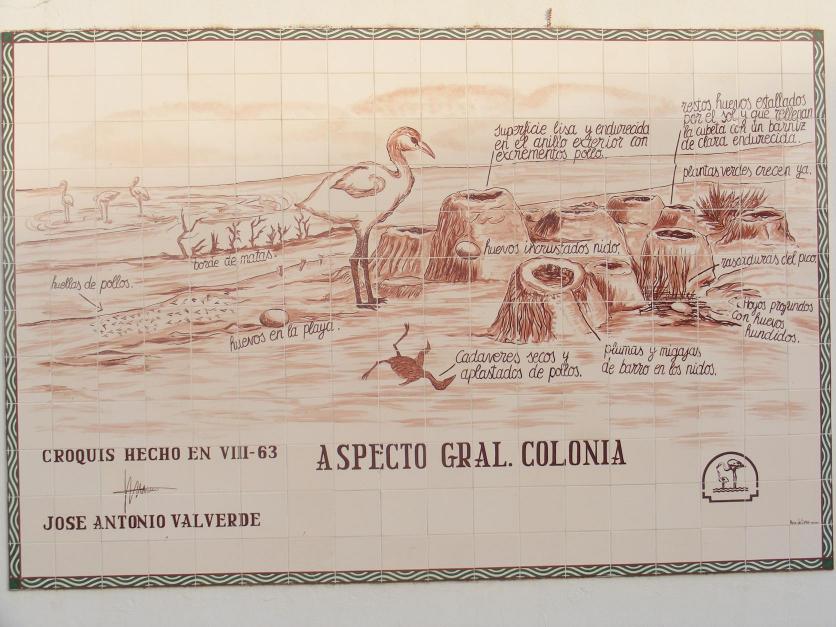 superficie lisa y endurecida
en el anillo exterior con
excrementos pollo.
restos huevos estallados
por el sol y que rellenan
la cubeta con un barniz
de clara endurecida.
plantas verdes crecen ya.
huevos incrustados nido.
borde de matas.
rascaduras del pico.
huellas de pollos.
Hoyos profundos
con huevos
hundidos.
huevos en la playa.
Cadaveres secos y
aplastados de pollos.
plumas y migajas
de barro en los nidos.
CROQUIS HECHO EN VIII-63
ASPECTO GRAL. COLONIA
JOSE ANTONIO VALVERDE